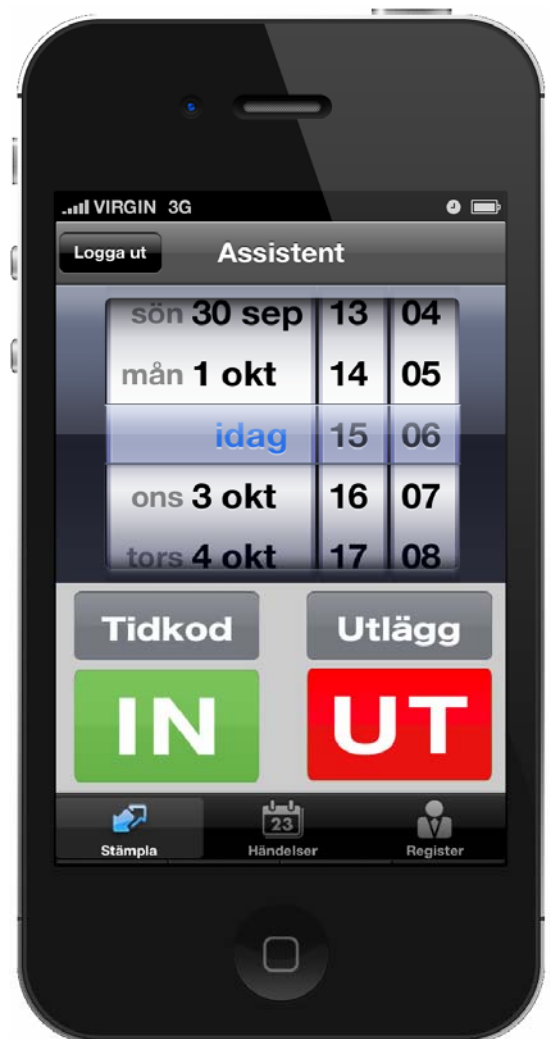 VIRGIN 3G
Logga ut Assistent
sön 30 sep 13 04
mån 1 okt 14 05
idag 15 06
ons 3 okt 16 07
tors 4 okt 17 08
Tidkod Utlägg
IN UT
23
Stämpla Händelser Register